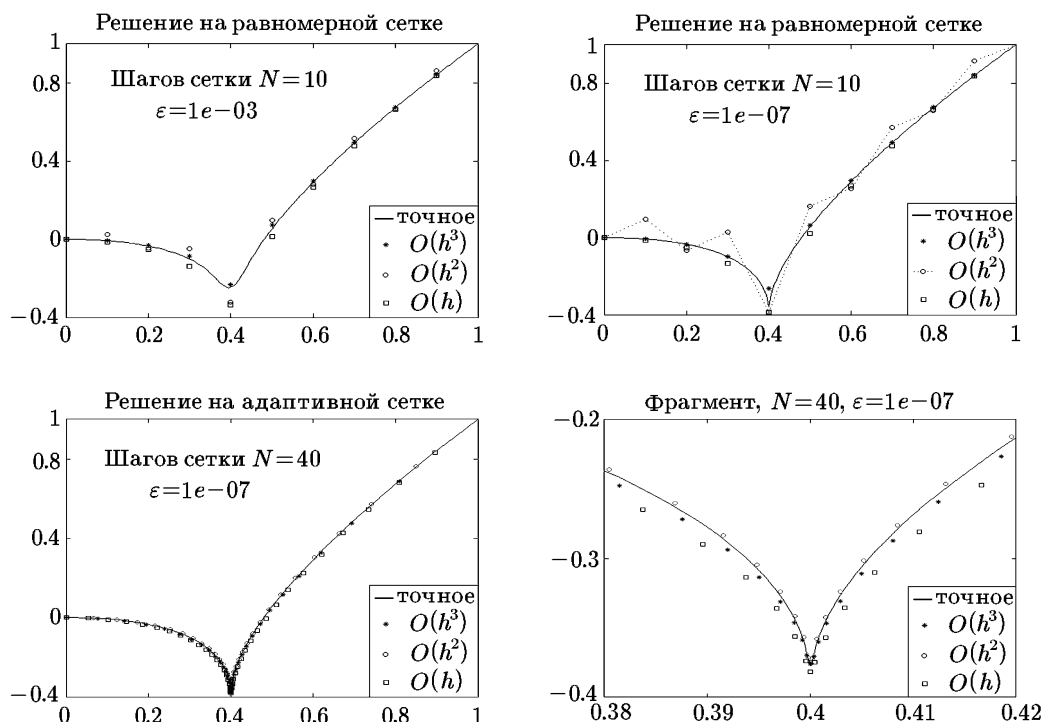 Решение на равномерной сетке
1
0.8
0.4
0
−0.4
Шагов сетки N=10
ε=1e−03
точное
O(h³)
O(h²)
O(h)
0 0.2 0.4 0.6 0.8 1
Решение на равномерной сетке
1
0.8
0.4
0
−0.4
Шагов сетки N=10
ε=1e−07
точное
O(h³)
O(h²)
O(h)
0 0.2 0.4 0.6 0.8 1
Решение на адаптивной сетке
1
0.8
0.4
0
−0.4
Шагов сетки N=40
ε=1e−07
точное
O(h³)
O(h²)
O(h)
0 0.2 0.4 0.6 0.8 1
Фрагмент, N=40, ε=1e−07
−0.2
−0.3
−0.4
точное
O(h³)
O(h²)
O(h)
0.38 0.39 0.4 0.41 0.42